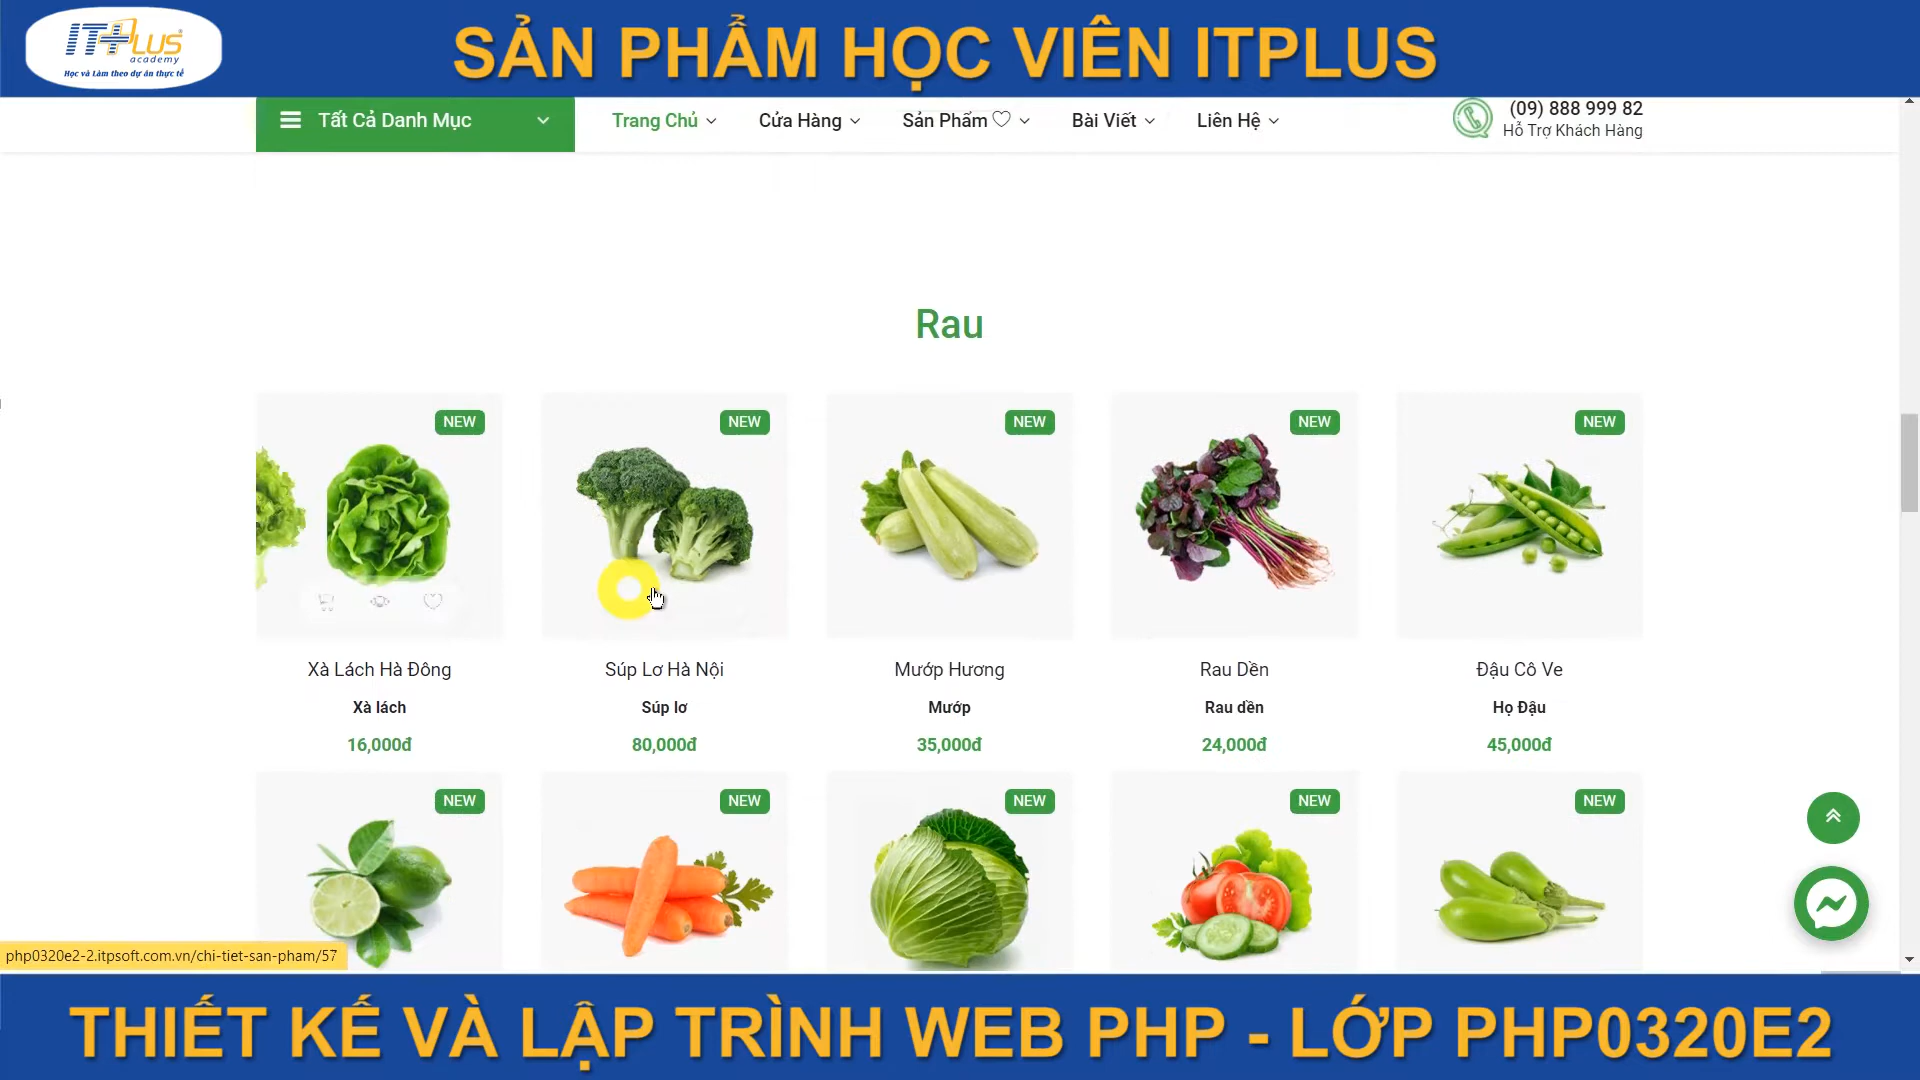 ITPLUS®
academy
Học và Làm theo dự án thực tế
SẢN PHẨM HỌC VIÊN ITPLUS
Tất Cả Danh Mục
Trang Chủ
Cửa Hàng
Sản Phẩm
Bài Viết
Liên Hệ
(09) 888 999 82
Hỗ Trợ Khách Hàng
Rau
NEW
NEW
NEW
NEW
NEW
Xà Lách Hà Đông
Súp Lơ Hà Nội
Mướp Hương
Rau Dền
Đậu Cô Ve
Xà lách
Súp lơ
Mướp
Rau dền
Họ Đậu
16,000đ
80,000đ
35,000đ
24,000đ
45,000đ
NEW
NEW
NEW
NEW
NEW
php0320e2-2.itpsoft.com.vn/chi-tiet-san-pham/57
THIẾT KẾ VÀ LẬP TRÌNH WEB PHP - LỚP PHP0320E2